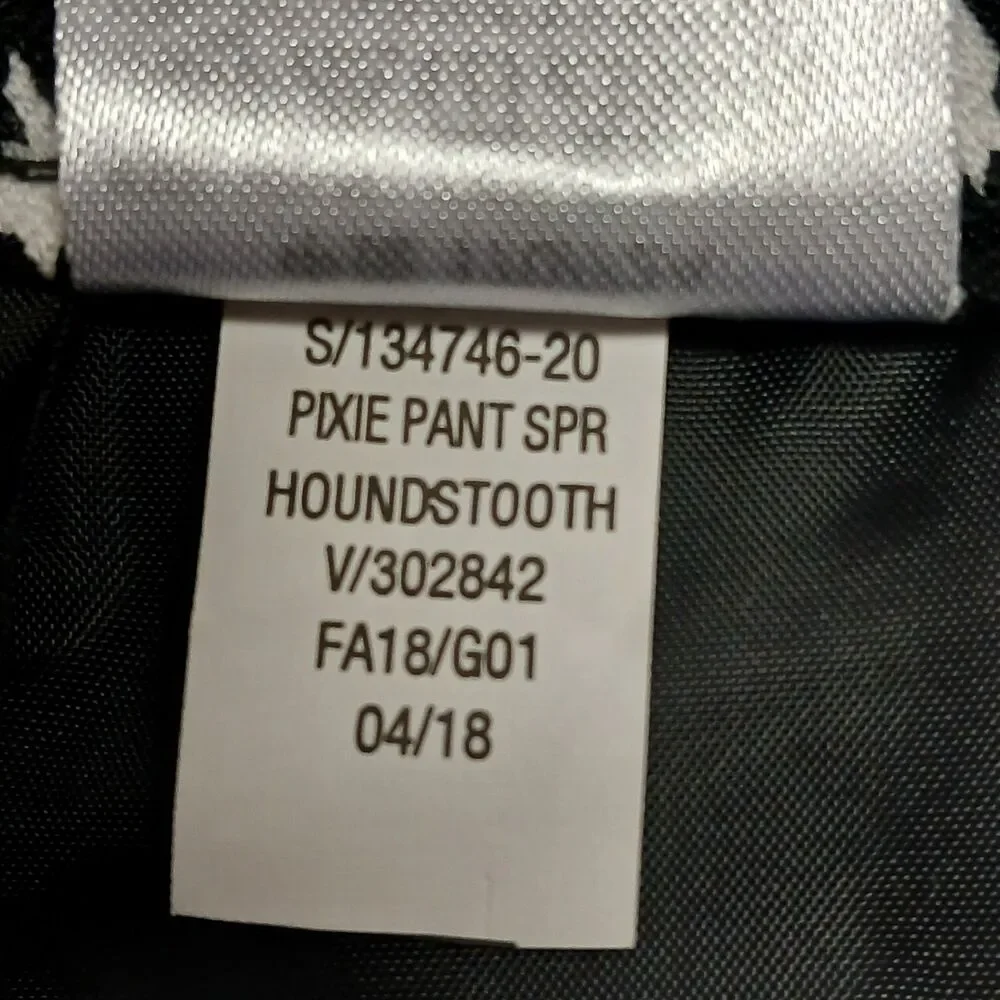 S/134746-20
PIXIE PANT SPR
HOUNDSTOOTH
V/302842
FA18/G01
04/18